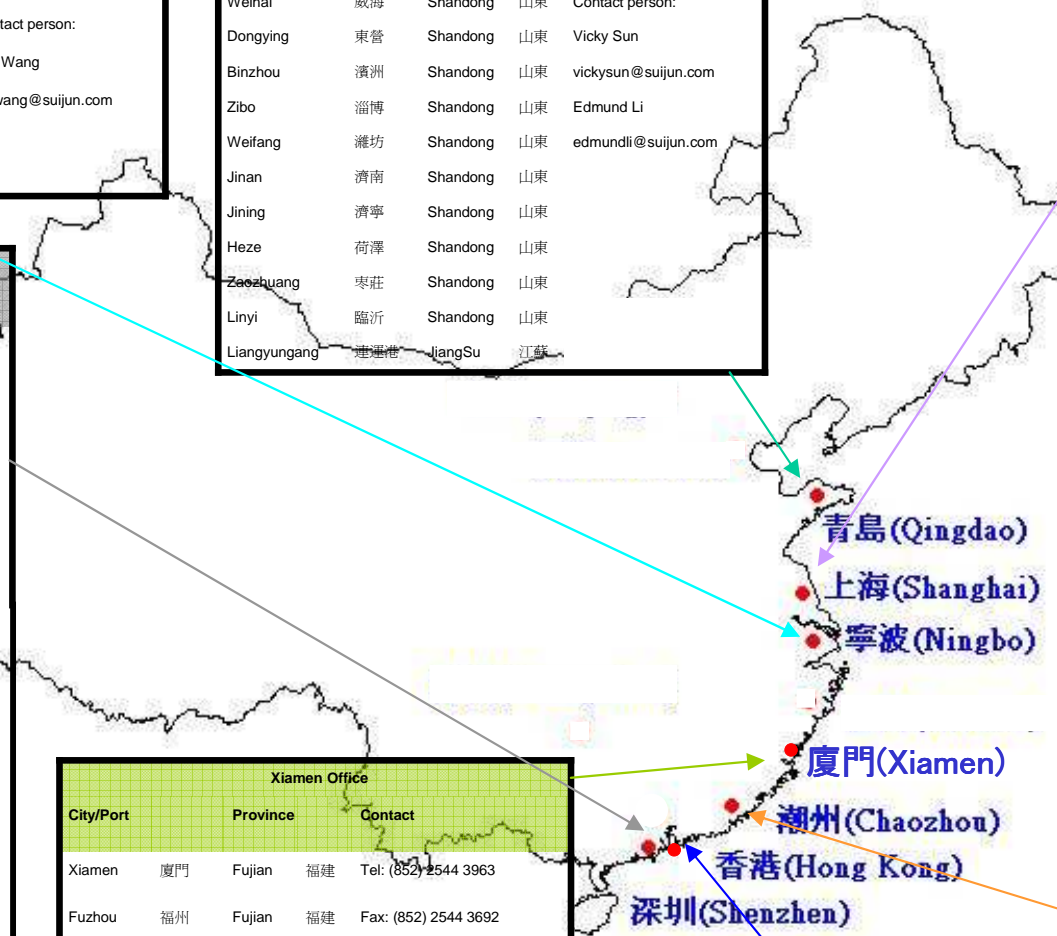 tact person:
Wang
wang@suijun.com
Weihai 威海 Shandong 山東 Contact person:
Dongying 東營 Shandong 山東 Vicky Sun
Binzhou 濱洲 Shandong 山東 vickysun@suijun.com
Zibo 淄博 Shandong 山東 Edmund Li
Weifang 濰坊 Shandong 山東 edmundli@suijun.com
Jinan 濟南 Shandong 山東
Jining 濟寧 Shandong 山東
Heze 荷澤 Shandong 山東
Zaozhuang 枣莊 Shandong 山東
Linyi 臨沂 Shandong 山東
Liangyungang 連運港 JiangSu 江蘇
青島(Qingdao)
上海(Shanghai)
寧波(Ningbo)
廈門(Xiamen)
潮州(Chaozhou)
香港(Hong Kong)
深圳(Shenzhen)
Xiamen Office
City/Port Province Contact
Xiamen 廈門 Fujian 福建 Tel: (852) 2544 3963
Fuzhou 福州 Fujian 福建 Fax: (852) 2544 3692